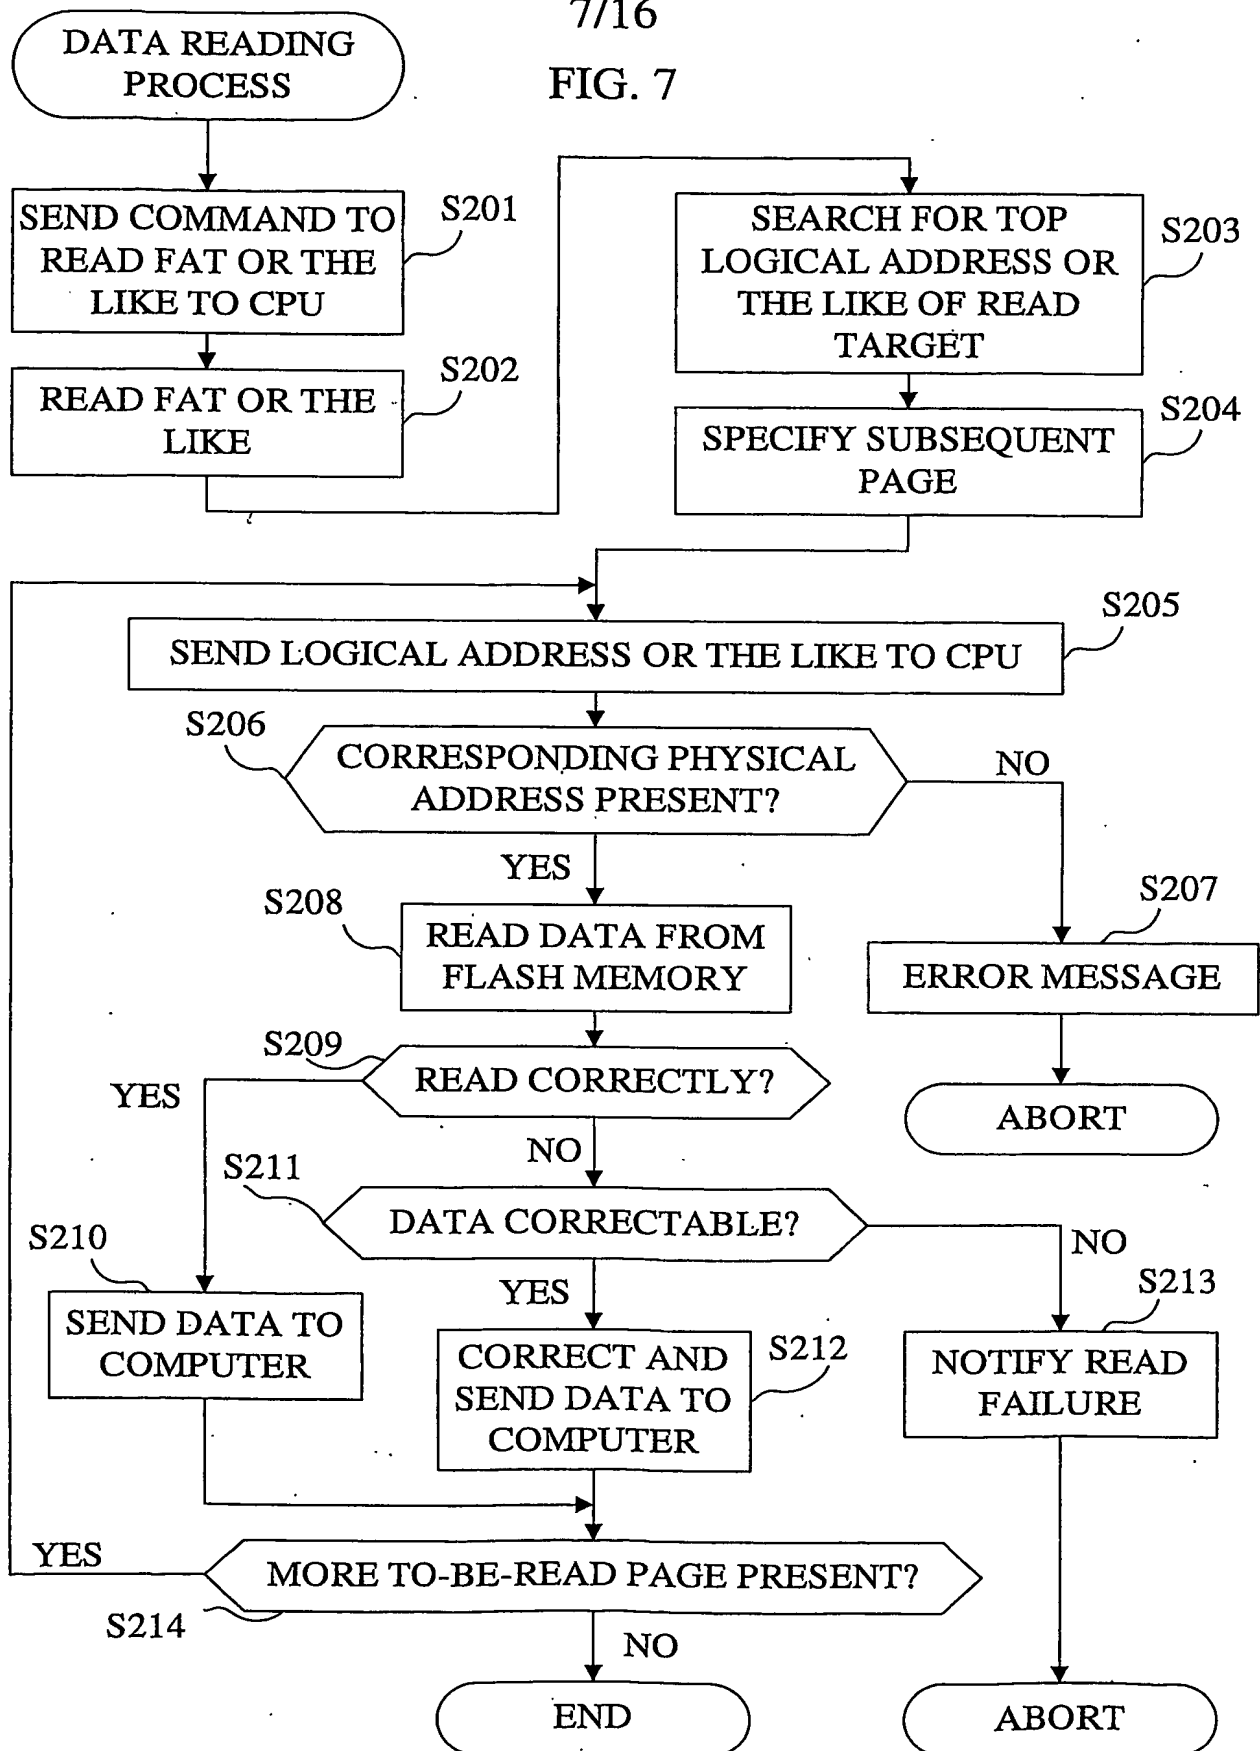 7/16
FIG. 7
DATA READING
PROCESS
SEND COMMAND TO
READ FAT OR THE
LIKE TO CPU
S201
READ FAT OR THE
LIKE
S202
SEARCH FOR TOP
LOGICAL ADDRESS OR
THE LIKE OF READ
TARGET
S203
SPECIFY SUBSEQUENT
PAGE
S204
SEND LOGICAL ADDRESS OR THE LIKE TO CPU
S205
S206
CORRESPONDING PHYSICAL
ADDRESS PRESENT?
NO
YES
S207
ERROR MESSAGE
ABORT
S208
READ DATA FROM
FLASH MEMORY
S209
READ CORRECTLY?
YES
NO
S211
DATA CORRECTABLE?
NO
YES
S210
SEND DATA TO
COMPUTER
CORRECT AND
SEND DATA TO
COMPUTER
S212
S213
NOTIFY READ
FAILURE
YES
MORE TO-BE-READ PAGE PRESENT?
S214
NO
END
ABORT